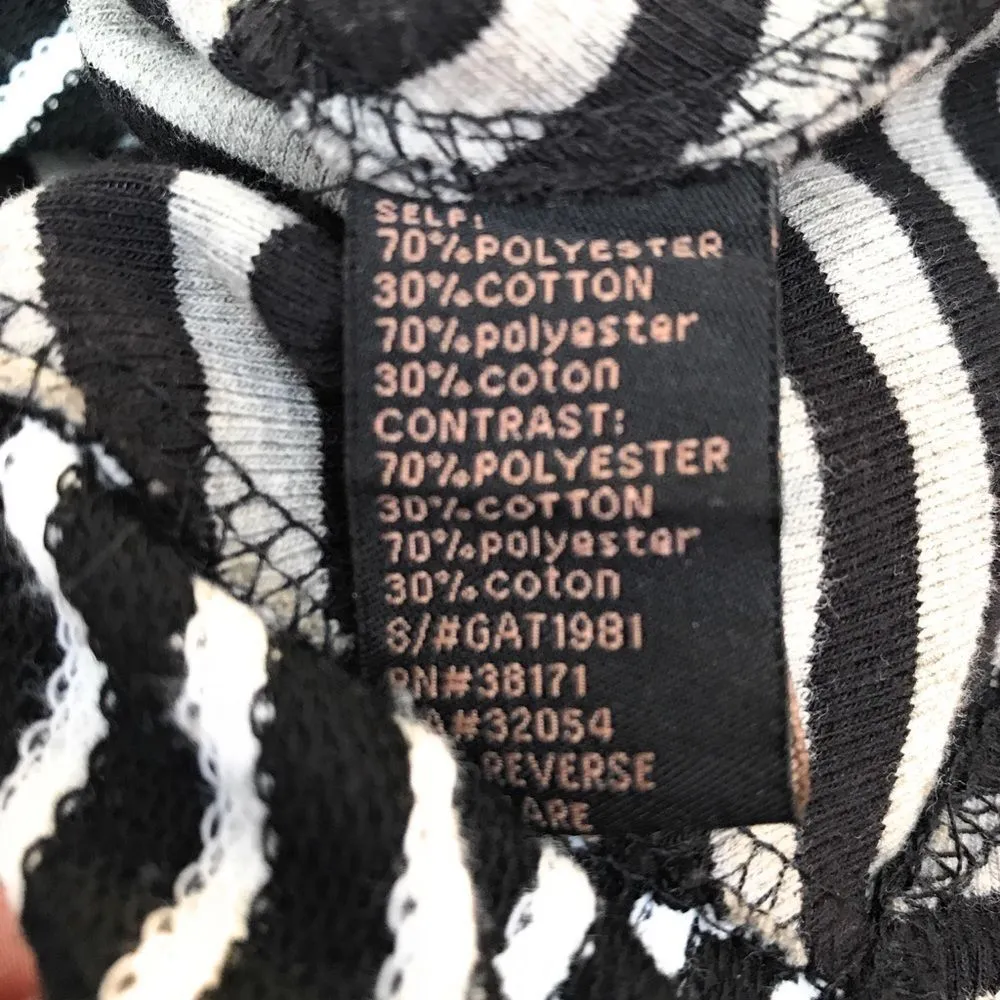 SELF:
70%POLYESTER
30%COTTON
70%polyester
30%coton
CONTRAST:
70%POLYESTER
30%COTTON
70%polyester
30%coton
S/#GAT1981
RN#38171
#32054
REVERSE